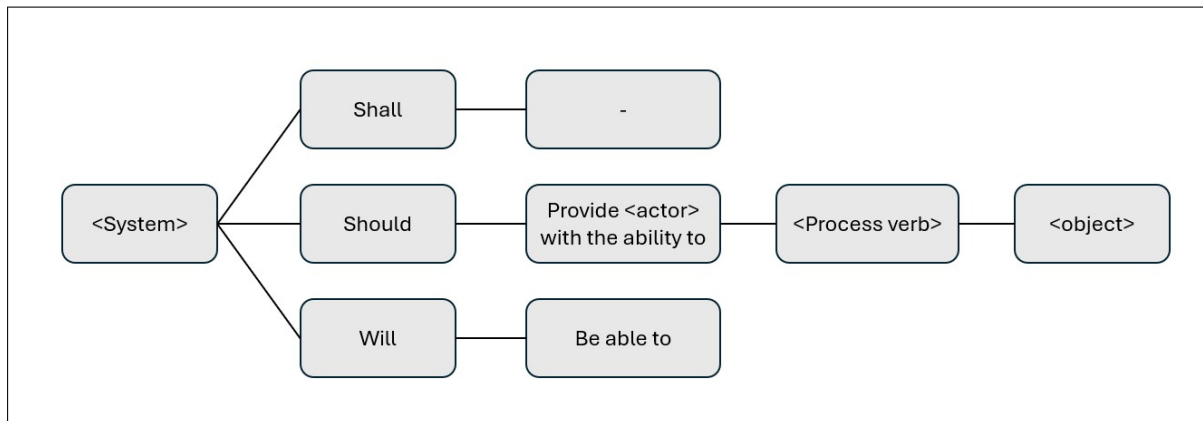 Shall
-
<System>
Should
Provide <actor>
with the ability to
<Process verb>
<object>
Will
Be able to